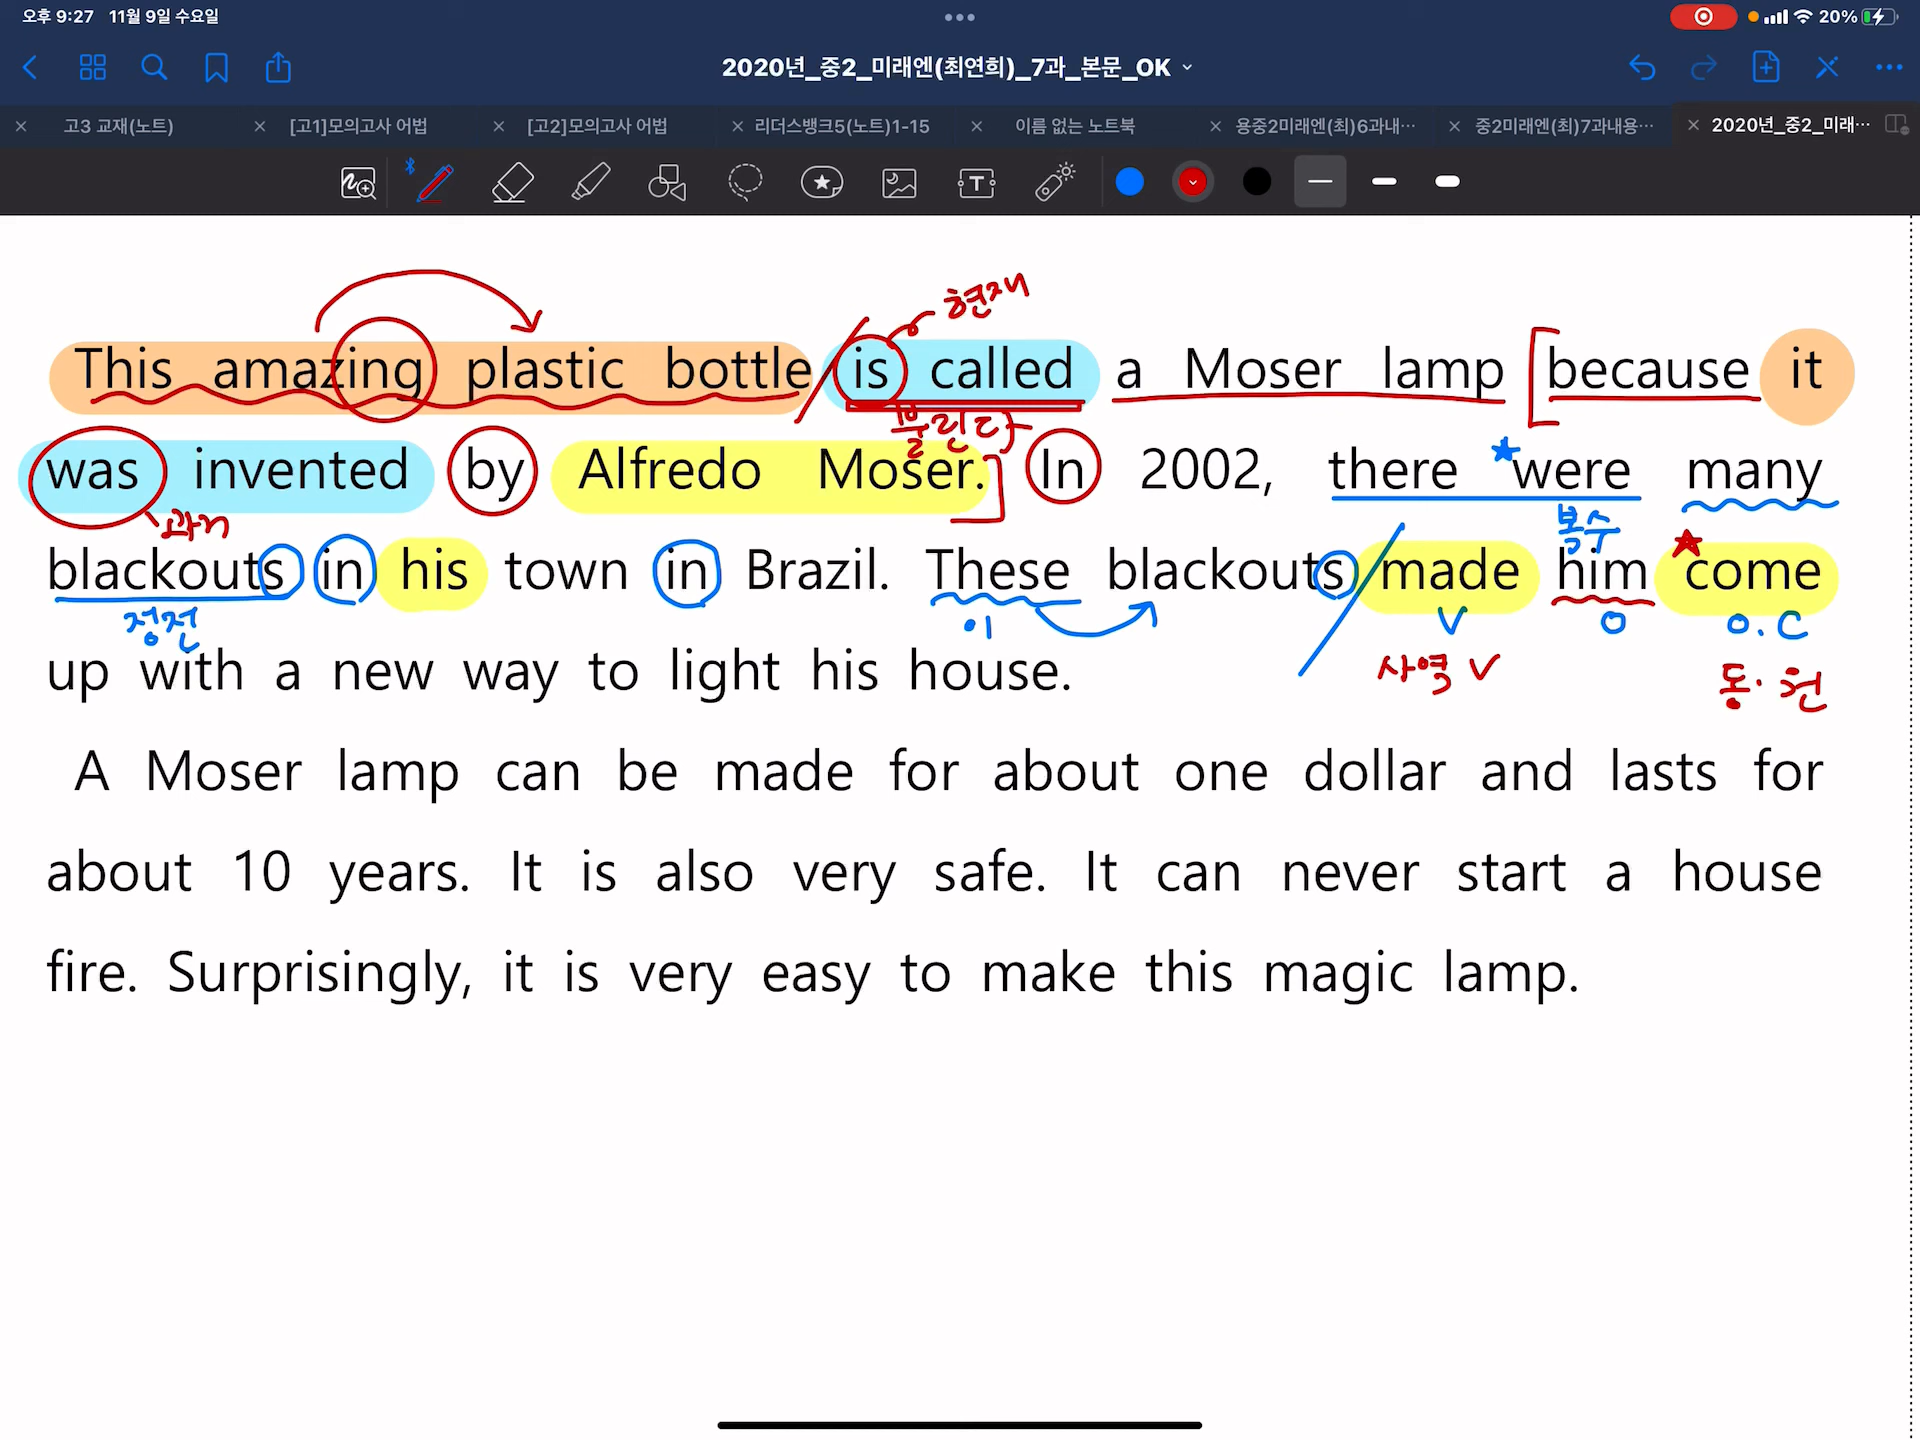 오후 9:27 11월 9일 수요일
20%
2020년_중2_미래엔(최연희)_7과_본문_OK
고3 교재(노트) [고1]모의고사 어법 [고2]모의고사 어법 리더스뱅크5(노트)1-15 이름 없는 노트북 용중2미래엔(최)6과내… 중2미래엔(최)7과내용… 2020년_중2_미래…
현재
This amazing plastic bottle is called a Moser lamp because it
불린다
was invented by Alfredo Moser. In 2002, there were many
과거 복수
blackouts in his town in Brazil. These blackouts made him come
정전 이 V O O.C
up with a new way to light his house.
사역 V 동·원
A Moser lamp can be made for about one dollar and lasts for
about 10 years. It is also very safe. It can never start a house
fire. Surprisingly, it is very easy to make this magic lamp.